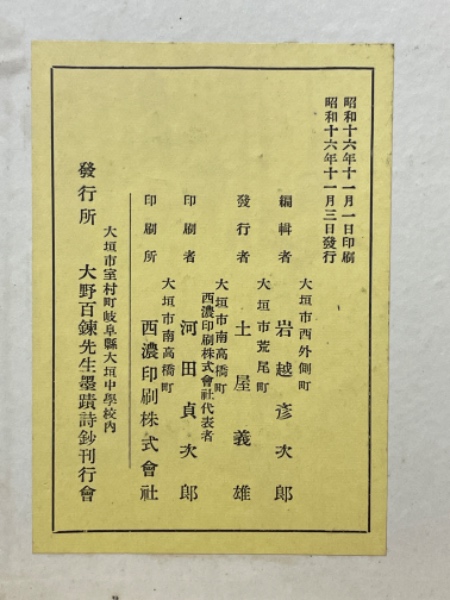 昭和十六年十一月一日印刷
昭和十六年十一月三日發行
大垣市西外側町
編輯者　岩越彥次郎
大垣市荒尾町
發行者　土屋義雄
大垣市南高橋町
西濃印刷株式會社代表者
印刷者　河田貞次郎
大垣市南高橋町
印刷所　西濃印刷株式會社
大垣市室村町岐阜縣大垣中學校內
發行所　大野百鍊先生墨蹟詩鈔刊行會